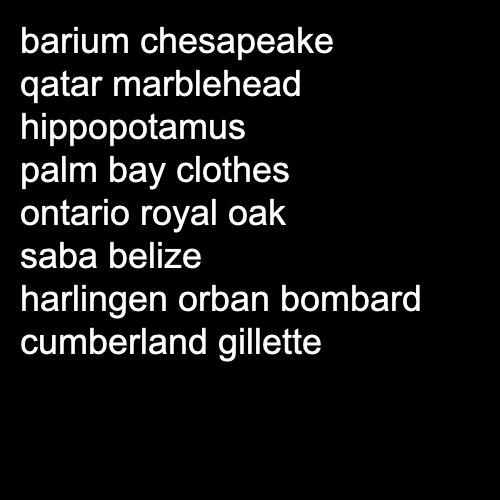 barium chesapeake
qatar marblehead
hippopotamus
palm bay clothes
ontario royal oak
saba belize
harlingen orban bombard
cumberland gillette